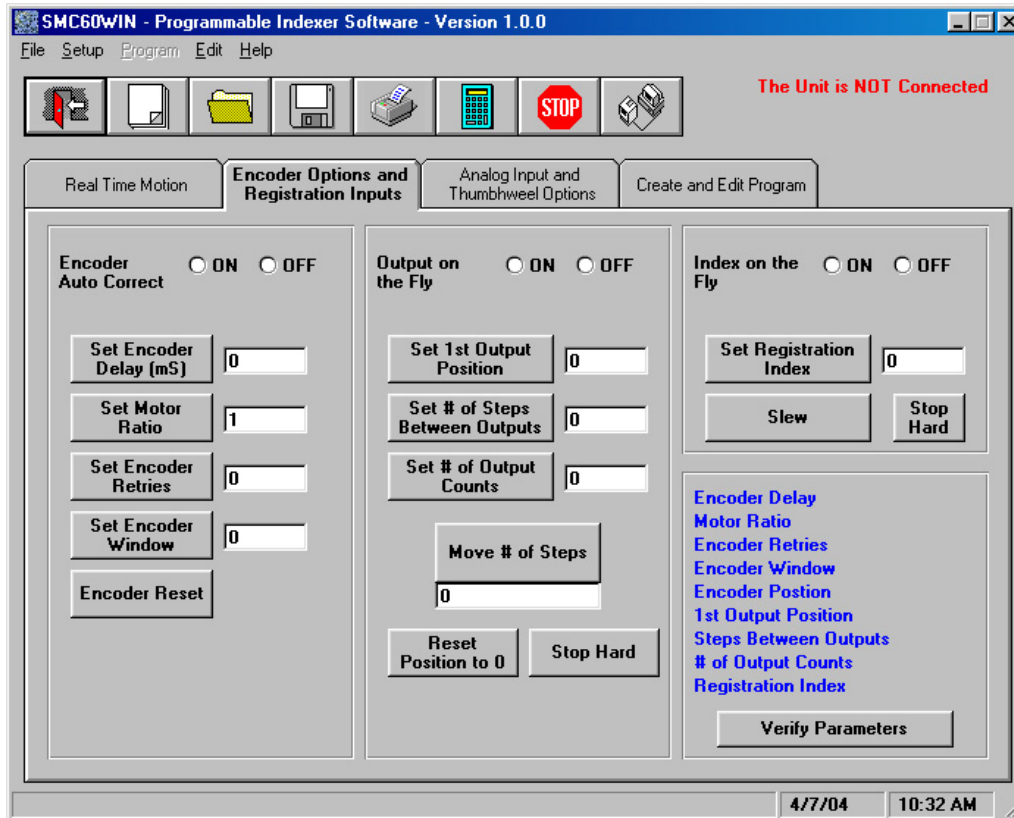 SMC60WIN - Programmable Indexer Software - Version 1.0.0
File Setup Program Edit Help
STOP
The Unit is NOT Connected
Real Time Motion
Encoder Options and
Registration Inputs
Analog Input and
Thumbhweel Options
Create and Edit Program
Encoder
Auto Correct
ON OFF
Set Encoder
Delay (mS)
0
Set Motor
Ratio
1
Set Encoder
Retries
0
Set Encoder
Window
0
Encoder Reset
Output on
the Fly
ON OFF
Set 1st Output
Position
0
Set # of Steps
Between Outputs
0
Set # of Output
Counts
0
Move # of Steps
0
Reset
Position to 0
Stop Hard
Index on the
Fly
ON OFF
Set Registration
Index
0
Slew
Stop
Hard
Encoder Delay
Motor Ratio
Encoder Retries
Encoder Window
Encoder Postion
1st Output Postion
Steps Between Outputs
# of Output Counts
Registration Index
Verify Parameters
4/7/04 10:32 AM